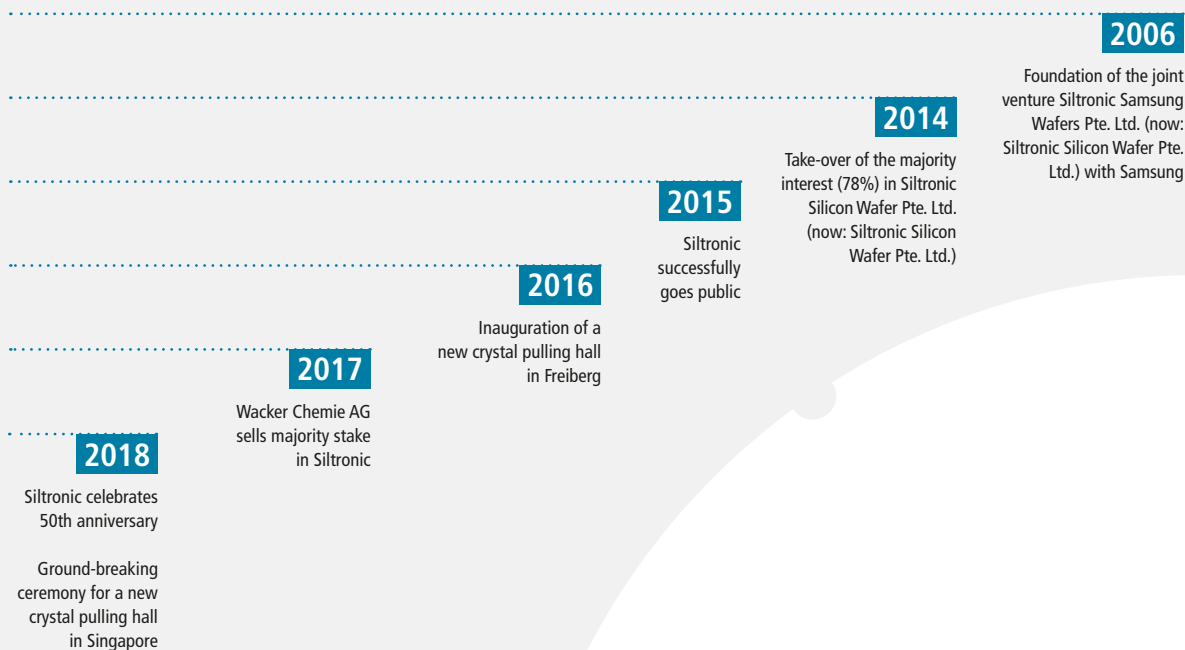 2006
Foundation of the joint
venture Siltronic Samsung
Wafers Pte. Ltd. (now:
Siltronic Silicon Wafer Pte.
Ltd.) with Samsung
2014
Take-over of the majority
interest (78%) in Siltronic
Silicon Wafer Pte. Ltd.
(now: Siltronic Silicon
Wafer Pte. Ltd.)
2015
Siltronic
successfully
goes public
2016
Inauguration of a
new crystal pulling hall
in Freiberg
2017
Wacker Chemie AG
sells majority stake
in Siltronic
2018
Siltronic celebrates
50th anniversary
Ground-breaking
ceremony for a new
crystal pulling hall
in Singapore